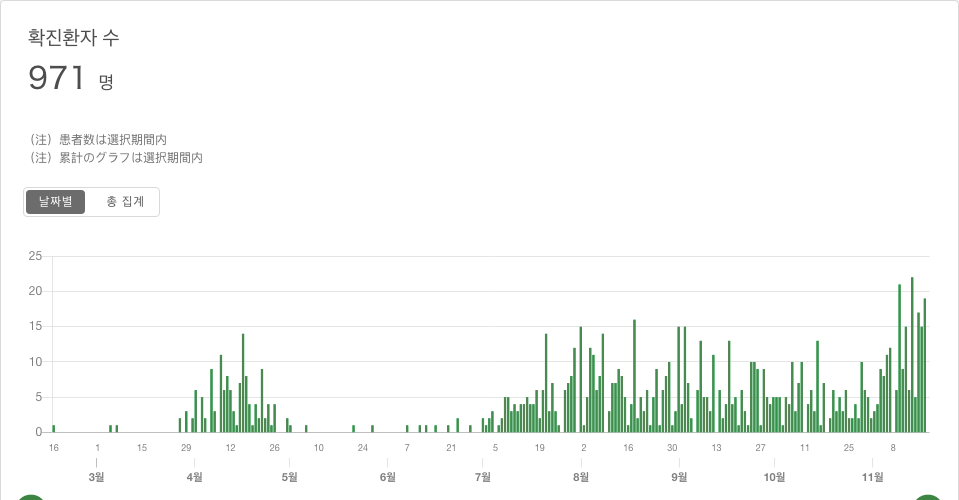 확진환자 수
971 명
（注）患者数は選択期間内
（注）累計のグラフは選択期間内
날짜별 총 집계
25
20
15
10
5
0
16 1 15 29 12 26 10 24 7 21 5 19 2 16 30 13 27 11 25 8
3월 4월 5월 6월 7월 8월 9월 10월 11월